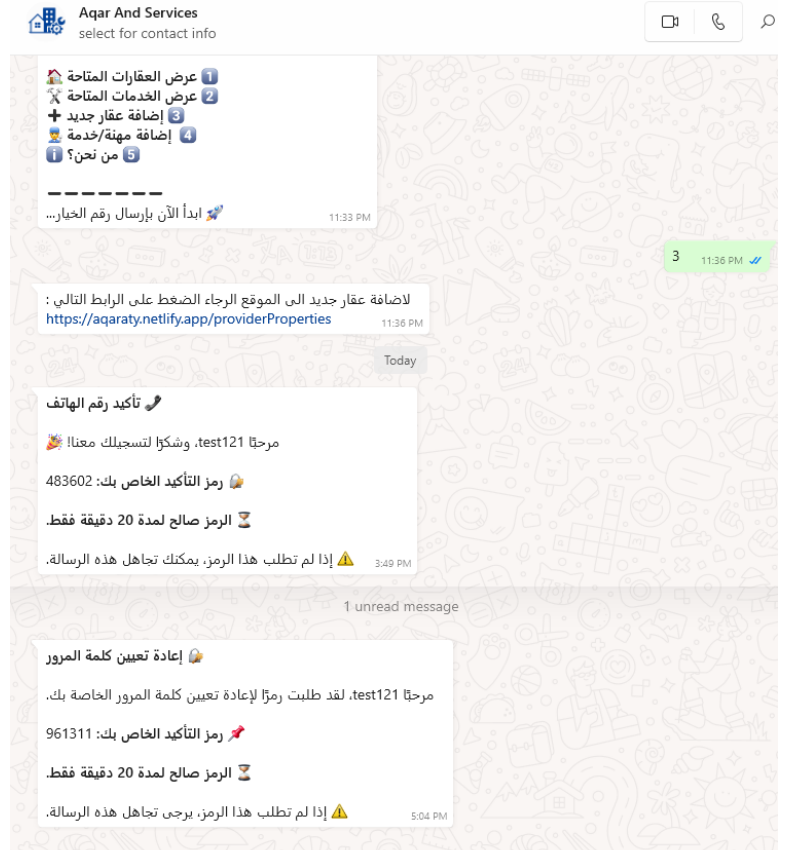 Aqar And Services
select for contact info
1️⃣ عرض العقارات المتاحة 🏠
2️⃣ عرض الخدمات المتاحة 🛠️
3️⃣ إضافة عقار جديد ➕
4️⃣ إضافة مهنة/خدمة 👨‍🔧
5️⃣ من نحن؟ ℹ️
➖➖➖➖➖➖➖
🚀 ابدأ الآن بإرسال رقم الخيار...
11:33 PM
3
11:36 PM
لاضافة عقار جديد الى الموقع الرجاء الضغط على الرابط التالي :
https://aqaraty.netlify.app/providerProperties
11:36 PM
Today
📞 تأكيد رقم الهاتف
مرحبًا test121، وشكرًا لتسجيلك معنا! 🎉
🔐 رمز التأكيد الخاص بك: 483602
⏳ الرمز صالح لمدة 20 دقيقة فقط.
⚠️ إذا لم تطلب هذا الرمز، يمكنك تجاهل هذه الرسالة.
3:49 PM
1 unread message
🔐 إعادة تعيين كلمة المرور
مرحبًا test121، لقد طلبت رمزًا لإعادة تعيين كلمة المرور الخاصة بك.
📌 رمز التأكيد الخاص بك: 961311
⏳ الرمز صالح لمدة 20 دقيقة فقط.
⚠️ إذا لم تطلب هذا الرمز، يرجى تجاهل هذه الرسالة.
5:04 PM